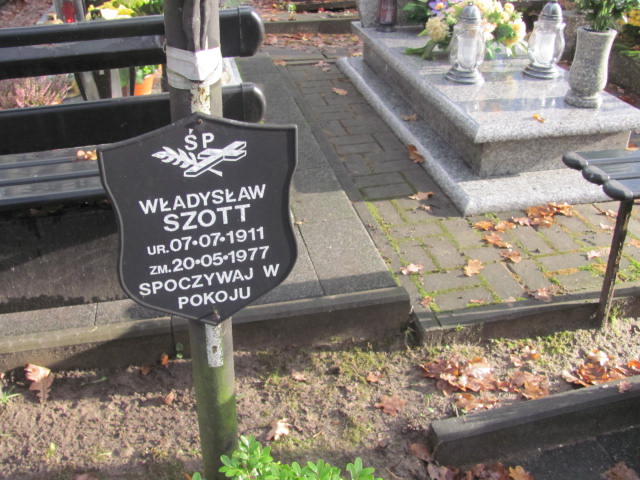 ŚP
WŁADYSŁAW
SZOTT
UR.07•07•1911
ZM.20•05•1977
SPOCZYWAJ W
POKOJU